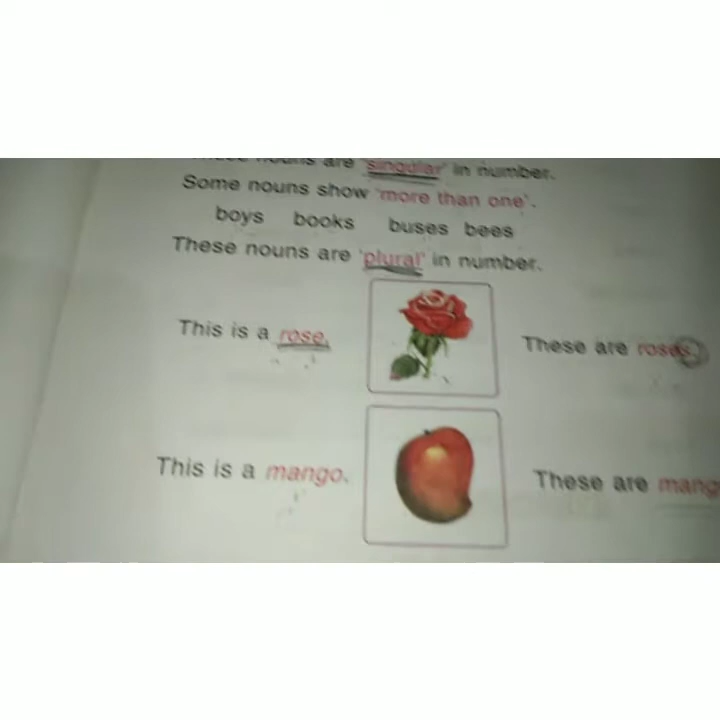 nouns are 'singular' in number.
Some nouns show 'more than one'.
boys books buses bees
These nouns are 'plural' in number.
This is a rose. These are roses.
This is a mango. These are mang